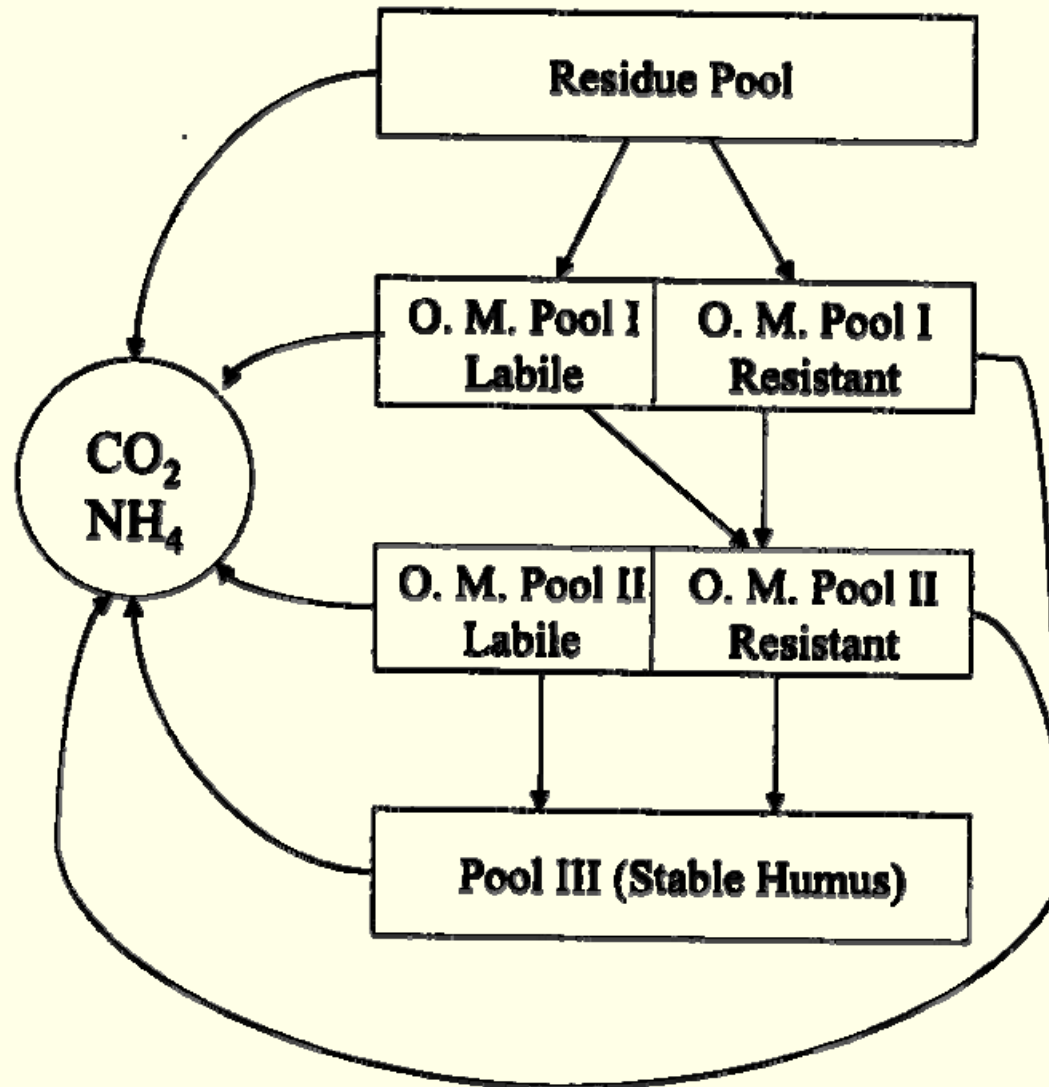 Residue Pool
O. M. Pool I
Labile
O. M. Pool I
Resistant
CO₂
NH₄
O. M. Pool II
Labile
O. M. Pool II
Resistant
Pool III (Stable Humus)